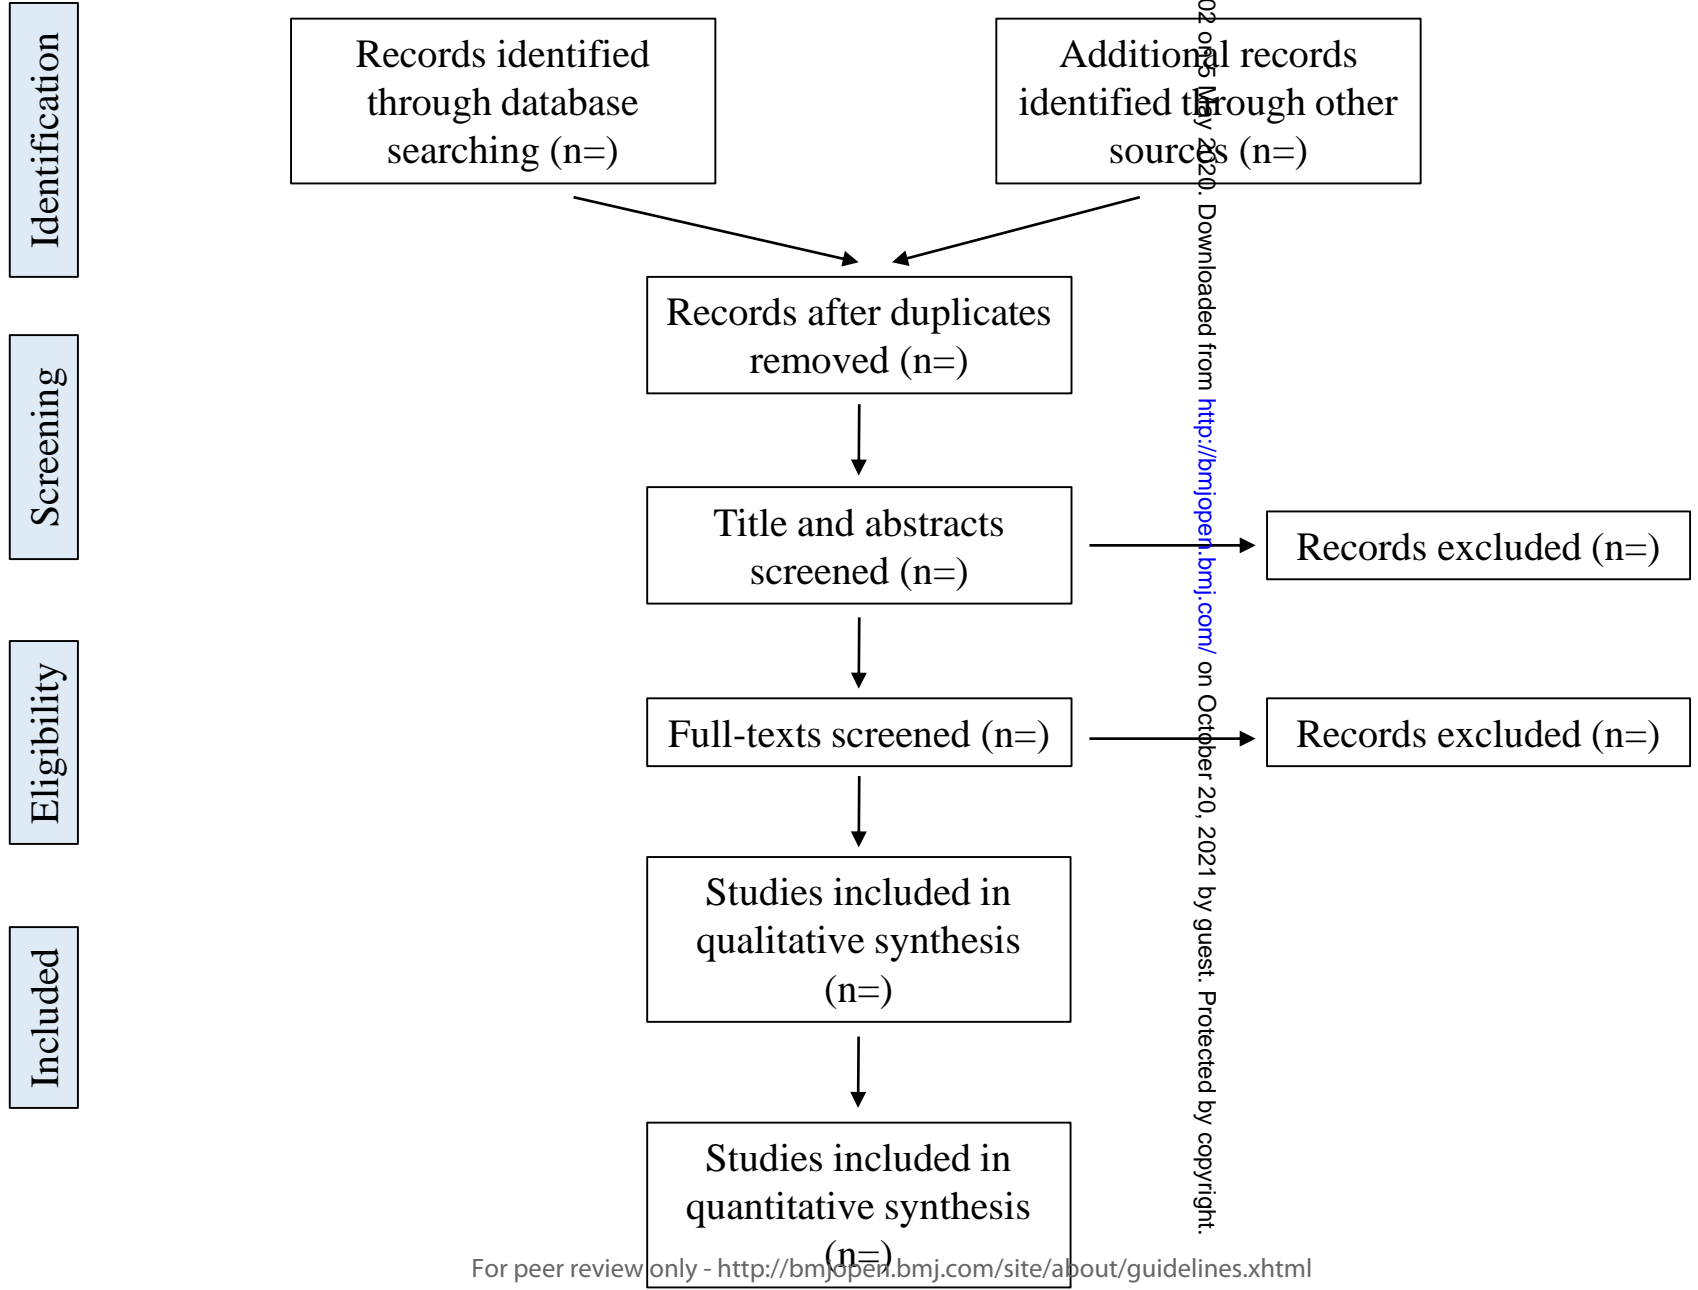 Identification
Records identified
through database
searching (n=)
Additional records
identified through other
sources (n=)
Records after duplicates
removed (n=)
Screening
Title and abstracts
screened (n=)
Records excluded (n=)
Eligibility
Full-texts screened (n=)
Records excluded (n=)
Included
Studies included in
qualitative synthesis
(n=)
Studies included in
quantitative synthesis
(n=)
For peer review only - http://bmjopen.bmj.com/site/about/guidelines.xhtml
May 2020. Downloaded from http://bmjopen.bmj.com/ on October 20, 2021 by guest. Protected by copyright.